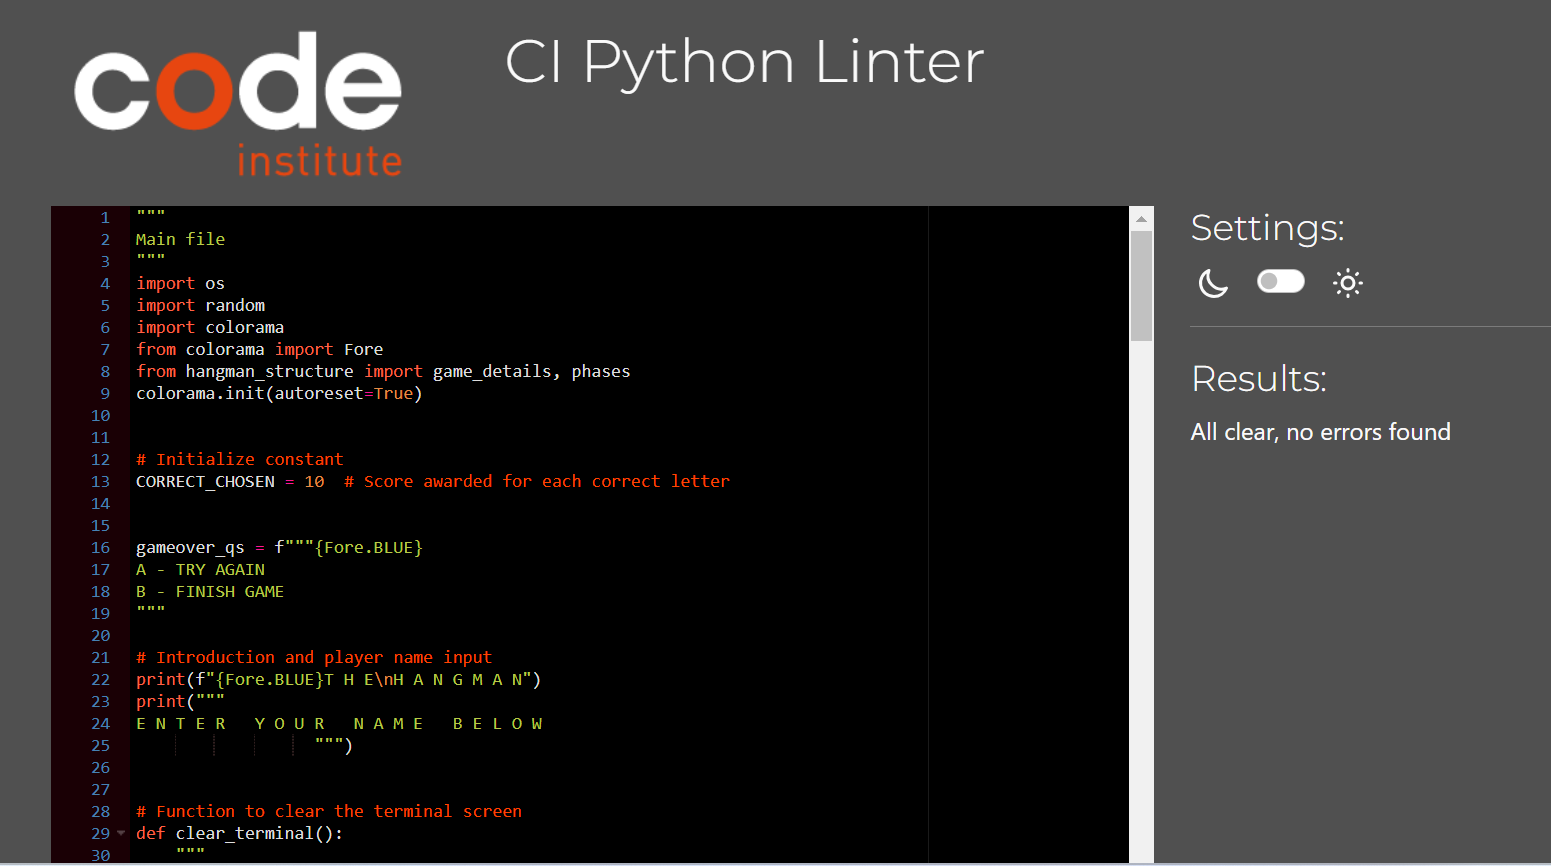 code
institute
CI Python Linter
1 """
2 Main file
3 """
4 import os
5 import random
6 import colorama
7 from colorama import Fore
8 from hangman_structure import game_details, phases
9 colorama.init(autoreset=True)
10
11
12 # Initialize constant
13 CORRECT_CHOSEN = 10  # Score awarded for each correct letter
14
15
16 gameover_qs = f"""{Fore.BLUE}
17 A - TRY AGAIN
18 B - FINISH GAME
19 """
20
21 # Introduction and player name input
22 print(f"{Fore.BLUE}T H E\nH A N G M A N")
23 print("""
24 E N T E R   Y O U R   N A M E   B E L O W
25                   """)
26
27
28 # Function to clear the terminal screen
29 def clear_terminal():
30     """
Settings:
Results:
All clear, no errors found